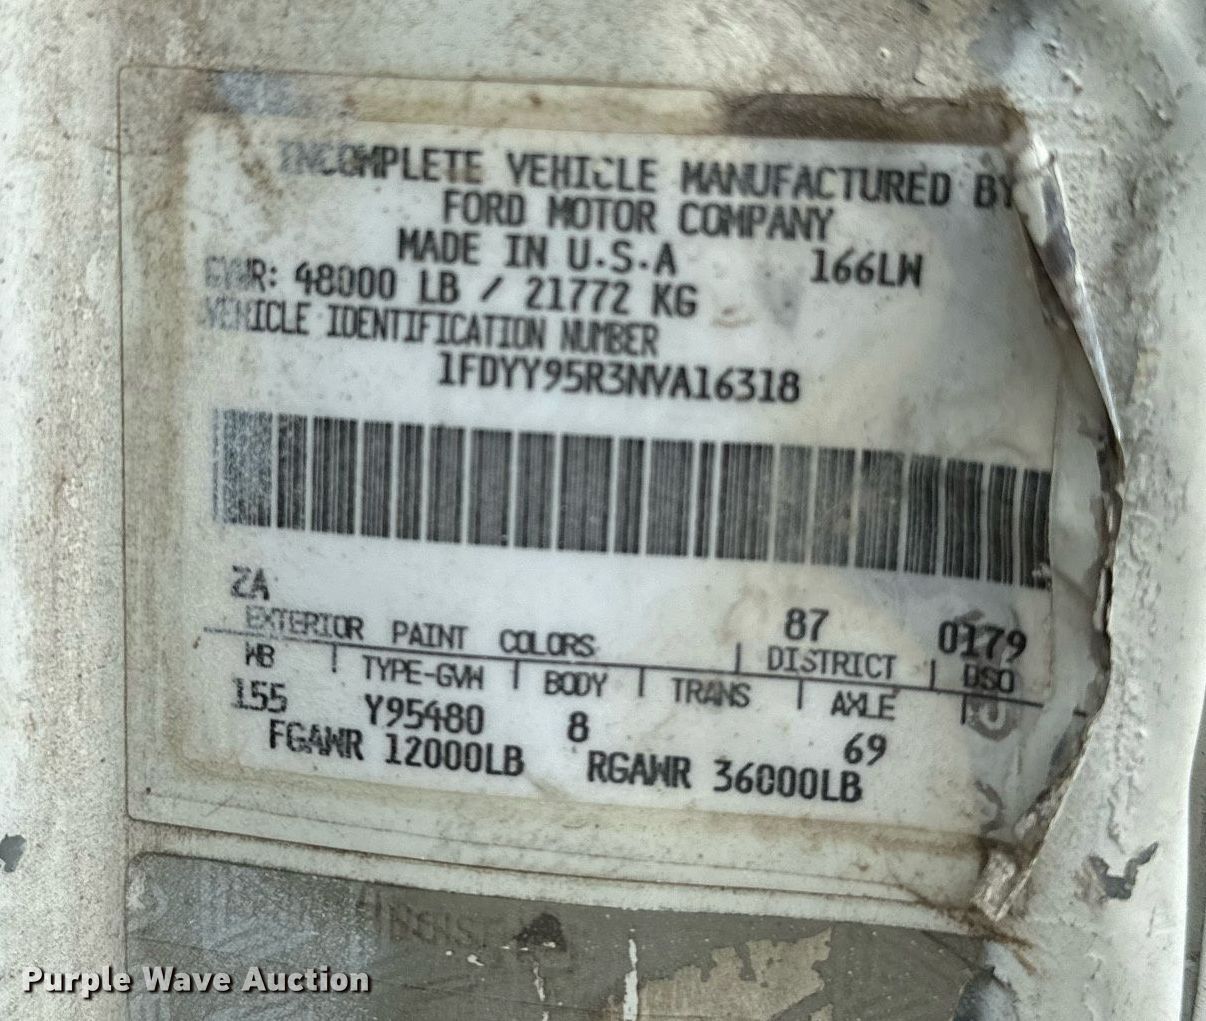 INCOMPLETE VEHICLE MANUFACTURED BY
FORD MOTOR COMPANY
MADE IN U.S.A 166LW
GVWR: 48000 LB / 21772 KG
VEHICLE IDENTIFICATION NUMBER
1FDYY95R3NVA16318
ZA 87 0179
EXTERIOR PAINT COLORS DISTRICT DSO
WB TYPE-GVW BODY TRANS AXLE
155 Y95480 8 69
FGAWR 12000LB RGAWR 36000LB
Purple Wave Auction